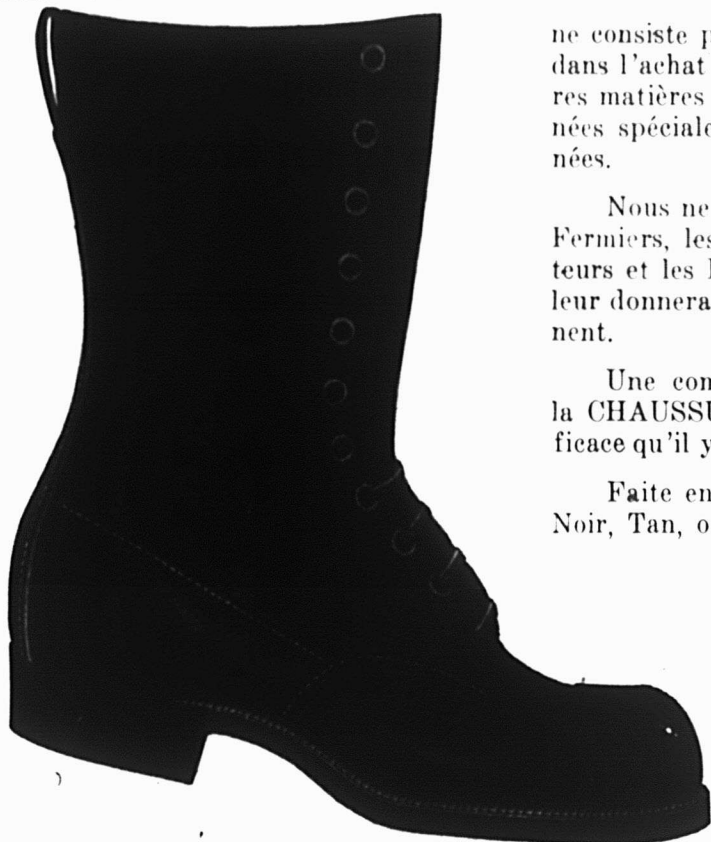 ne consiste p
dans l'achat
res matières
nées spéciale
nées.
Nous ne
Fermiers, les
teurs et les
leur donnera
nent.
Une con
la CHAUSSU
ficace qu'il y
Faite en
Noir, Tan, o